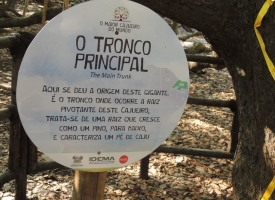 O MAIOR CAJUEIRO
DO MUNDO
O TRONCO
PRINCIPAL
The Main Trunk
AQUI SE DEU A ORIGEM DESTE GIGANTE.
É O TRONCO ONDE OCORRE A RAIZ
PIVOTANTE DESTE CAJUEIRO,
TRATA-SE DE UMA RAIZ QUE CRESCE
COMO UM PINO, PARA BAIXO,
E CARACTERIZA UM PÉ DE CAJU
IDEMA